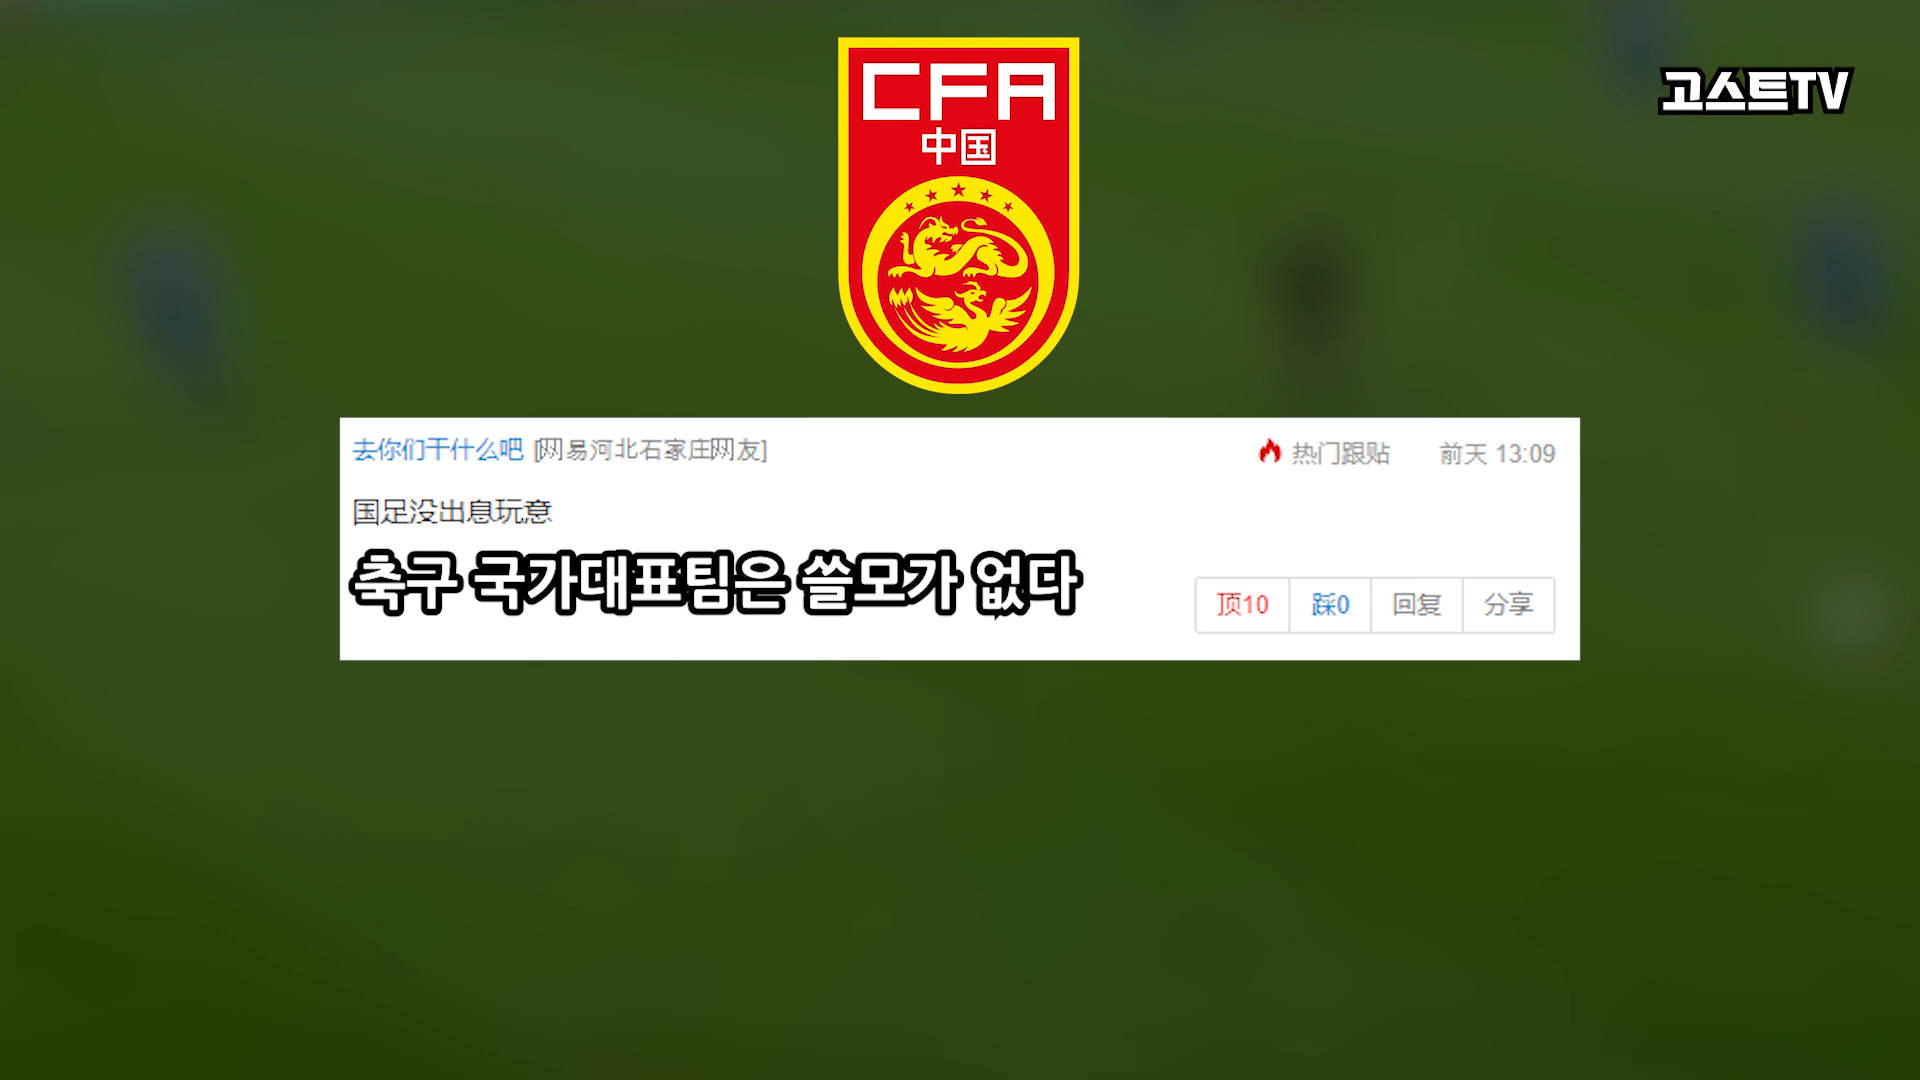 CFA
中国
고스트TV
去你们干什么吧 [网易河北石家庄网友]
热门跟贴 前天 13:09
国足没出息玩意
축구 국가대표팀은 쓸모가 없다
顶10 踩0 回复 分享